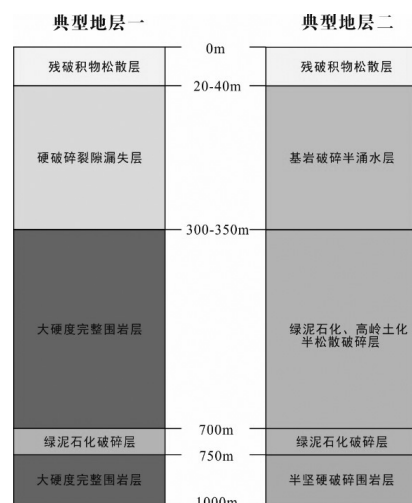 典型地层一
典型地层二
0m
残破积物松散层
残破积物松散层
20-40m
硬破碎裂隙漏失层
基岩破碎半涌水层
300-350m
大硬度完整围岩层
绿泥石化、高岭土化
半松散破碎层
700m
绿泥石化破碎层
绿泥石化破碎层
750m
大硬度完整围岩层
半坚硬破碎围岩层
1000m